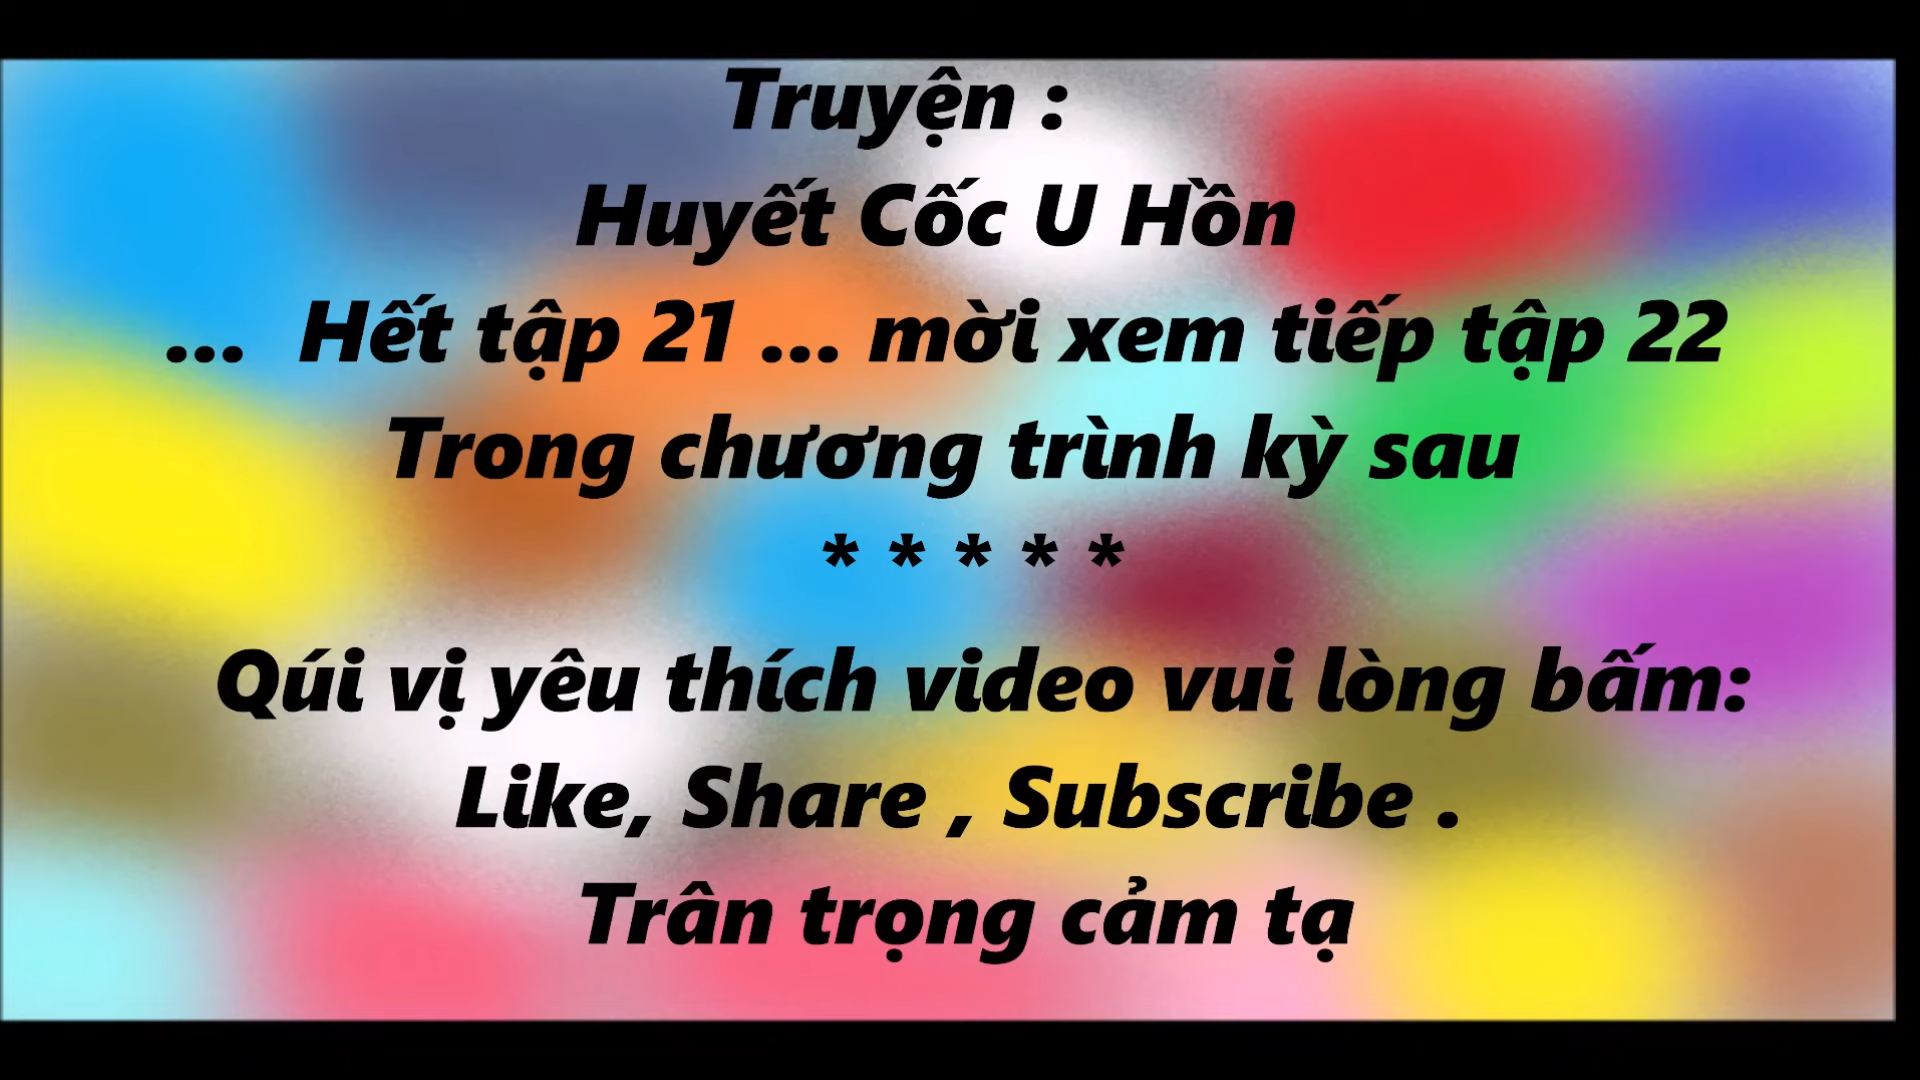 Truyện :
Huyết Cốc U Hồn
... Hết tập 21 ... mời xem tiếp tập 22
Trong chương trình kỳ sau
* * * * *
Qúi vị yêu thích video vui lòng bấm:
Like, Share , Subscribe .
Trân trọng cảm tạ